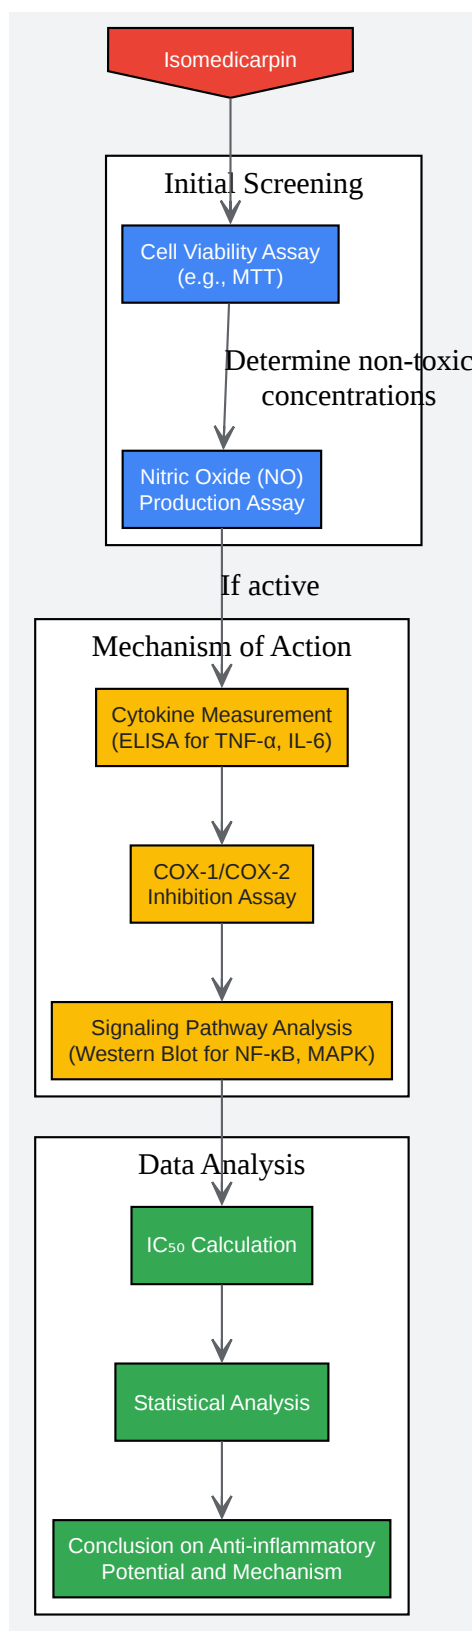 Isomedicarpin
Initial Screening
Cell Viability Assay
(e.g., MTT)
Determine non-toxic
concentrations
Nitric Oxide (NO)
Production Assay
If active
Mechanism of Action
Cytokine Measurement
(ELISA for TNF-α, IL-6)
COX-1/COX-2
Inhibition Assay
Signaling Pathway Analysis
(Western Blot for NF-κB, MAPK)
Data Analysis
IC₅₀ Calculation
Statistical Analysis
Conclusion on Anti-inflammatory
Potential and Mechanism